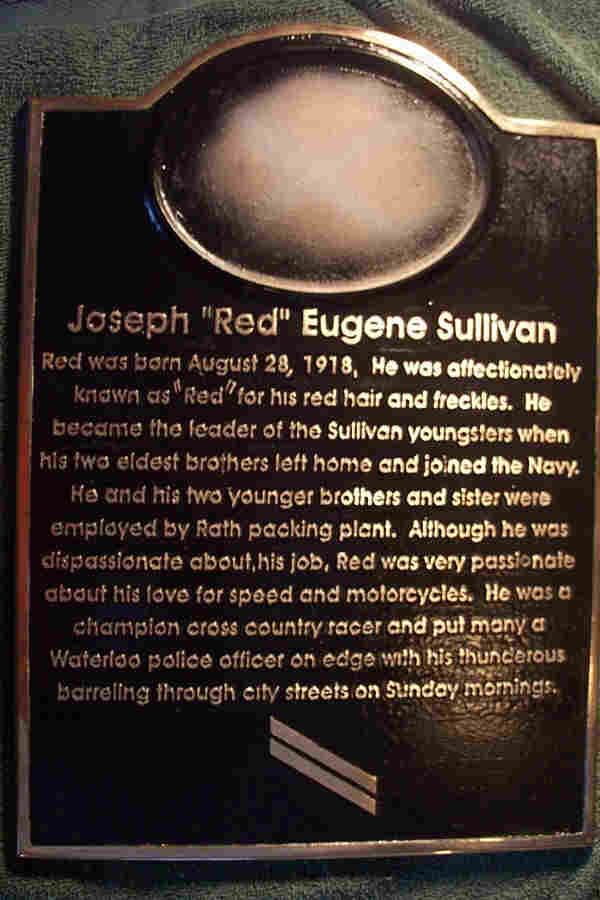 Joseph "Red" Eugene Sullivan
Red was born August 28, 1918, He was affectionately
known as "Red" for his red hair and freckles. He
became the leader of the Sullivan youngsters when
his two eldest brothers left home and joined the Navy.
He and his two younger brothers and sister were
employed by Rath packing plant. Although he was
dispassionate about his job, Red was very passionate
about his love for speed and motorcycles. He was a
champion cross country racer and put many a
Waterloo police officer on edge with his thunderous
barreling through city streets on Sunday mornings.